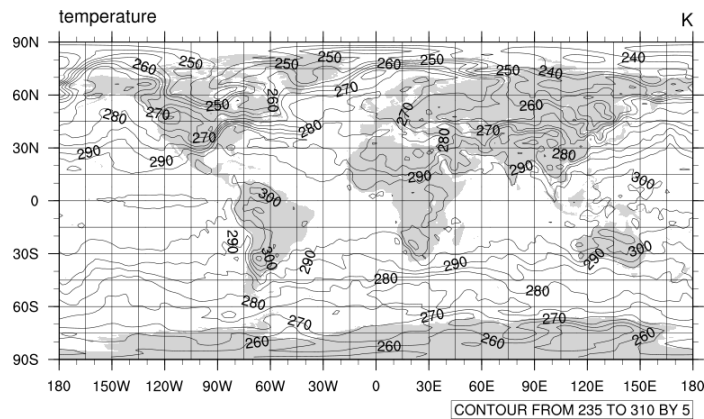 temperature K
90N
250 250 250 240 240
260 260 250
60N 260 270 260
270 250
280 280 270 270
30N 270 280 280
290 290 290 290
300 300
0
30S 290 300 290 290 290 300
280
60S 280 280
270 270 270
260 260 260
90S
180 150W 120W 90W 60W 30W 0 30E 60E 90E 120E 150E 180
CONTOUR FROM 235 TO 310 BY 5